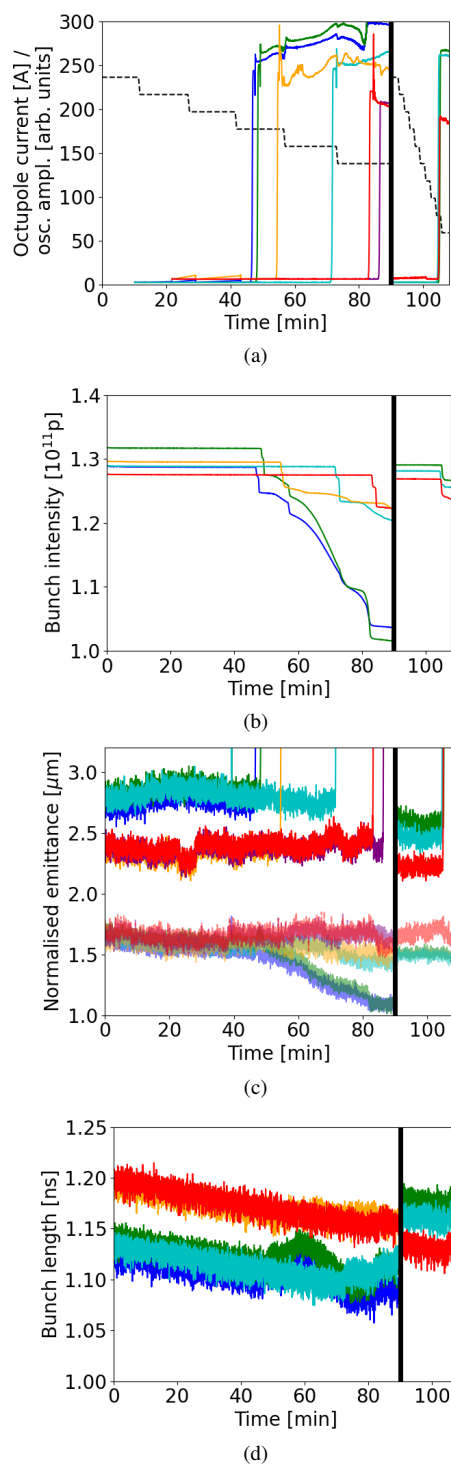 Octupole current [A] /
osc. ampl. [arb. units]
300
250
200
150
100
50
0
0 20 40 60 80 100
Time [min]
(a)
Bunch intensity [10¹¹p]
1.4
1.3
1.2
1.1
1.0
0 20 40 60 80 100
Time [min]
(b)
Normalised emittance [μm]
3.0
2.5
2.0
1.5
1.0
0 20 40 60 80 100
Time [min]
(c)
Bunch length [ns]
1.25
1.20
1.15
1.10
1.05
1.00
0 20 40 60 80 100
Time [min]
(d)